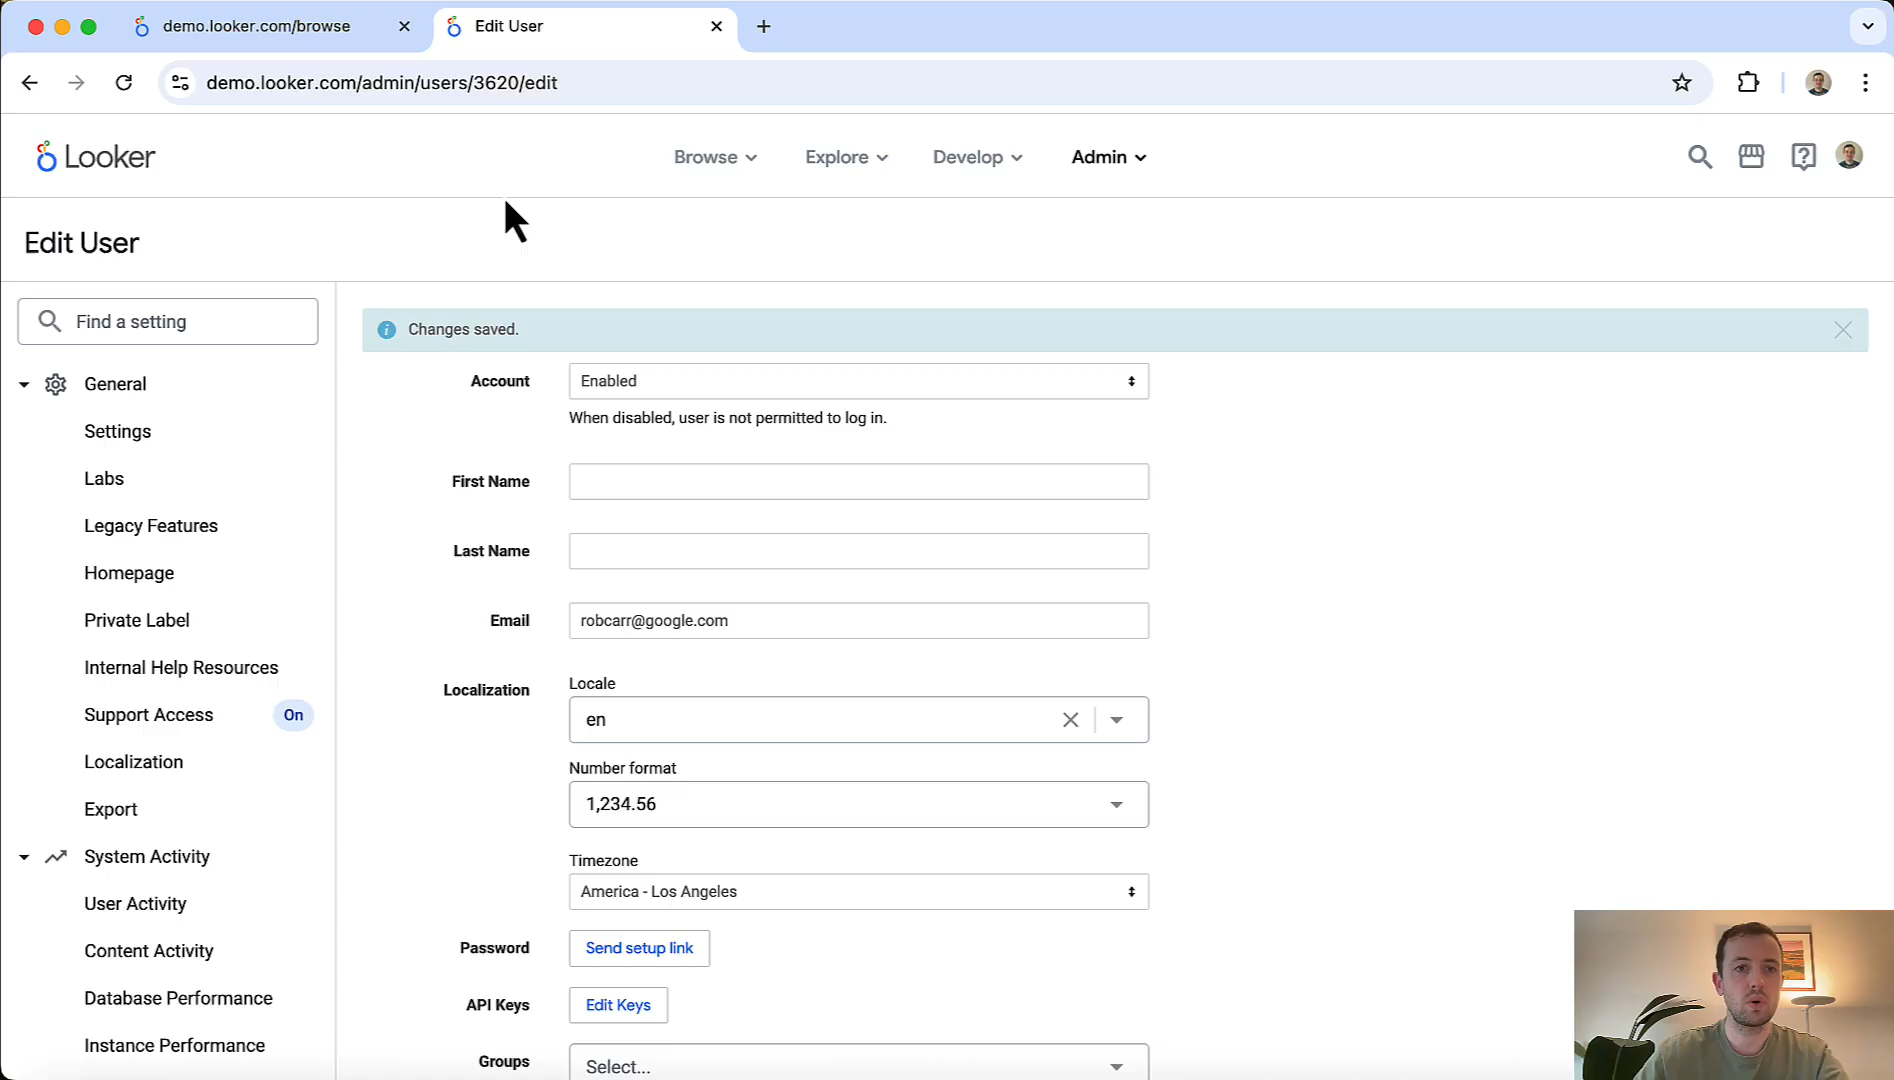 demo.looker.com/browse
Edit User
demo.looker.com/admin/users/3620/edit
Looker
Browse
Explore
Develop
Admin
Edit User
Find a setting
Changes saved.
General
Settings
Labs
Legacy Features
Homepage
Private Label
Internal Help Resources
Support Access On
Localization
Export
System Activity
User Activity
Content Activity
Database Performance
Instance Performance
Account Enabled
When disabled, user is not permitted to log in.
First Name
Last Name
Email robcarr@google.com
Localization
Locale
en
Number format
1,234.56
Timezone
America - Los Angeles
Password Send setup link
API Keys Edit Keys
Groups Select...